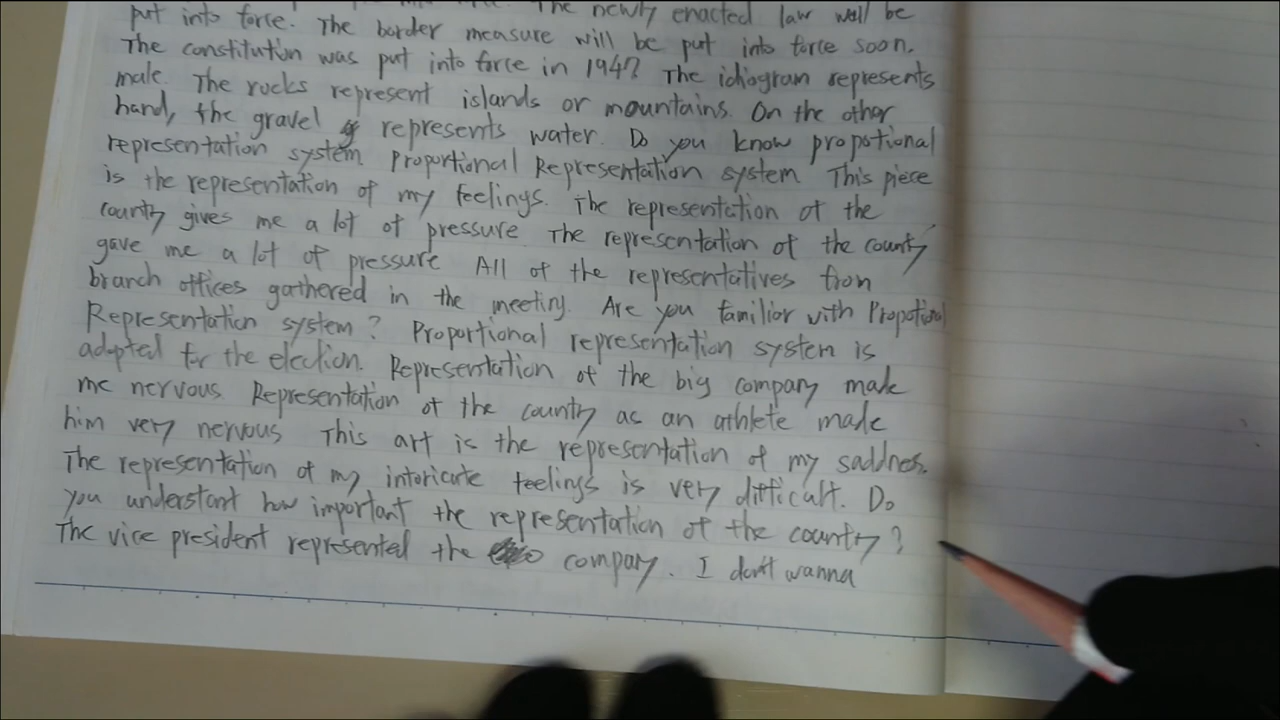 The newly enacted law will be
put into force. The border measure will be put into force soon.
The constitution was put into force in 1947 The idiogram represents
male. The rocks represent islands or mountains. On the other
hand, the gravel represents water. Do you know propotional
representation system. Proportional Representation system This piece
is the representation of my feelings. The representation of the
country gives me a lot of pressure The representation of the country
gave me a lot of pressure All of the representatives from
branch offices gathered in the meeting. Are you familiar with Propotional
Representation system? Proportional representation system is
adopted for the election. Representation of the big company made
me nervous Representation of the country as an athlete made
him very nervous This art is the representation of my saddnes.
The representation of my intoricate feelings is very difficult. Do
you understant how important the representation of the country?
The vice president represented the company. I don't wanna